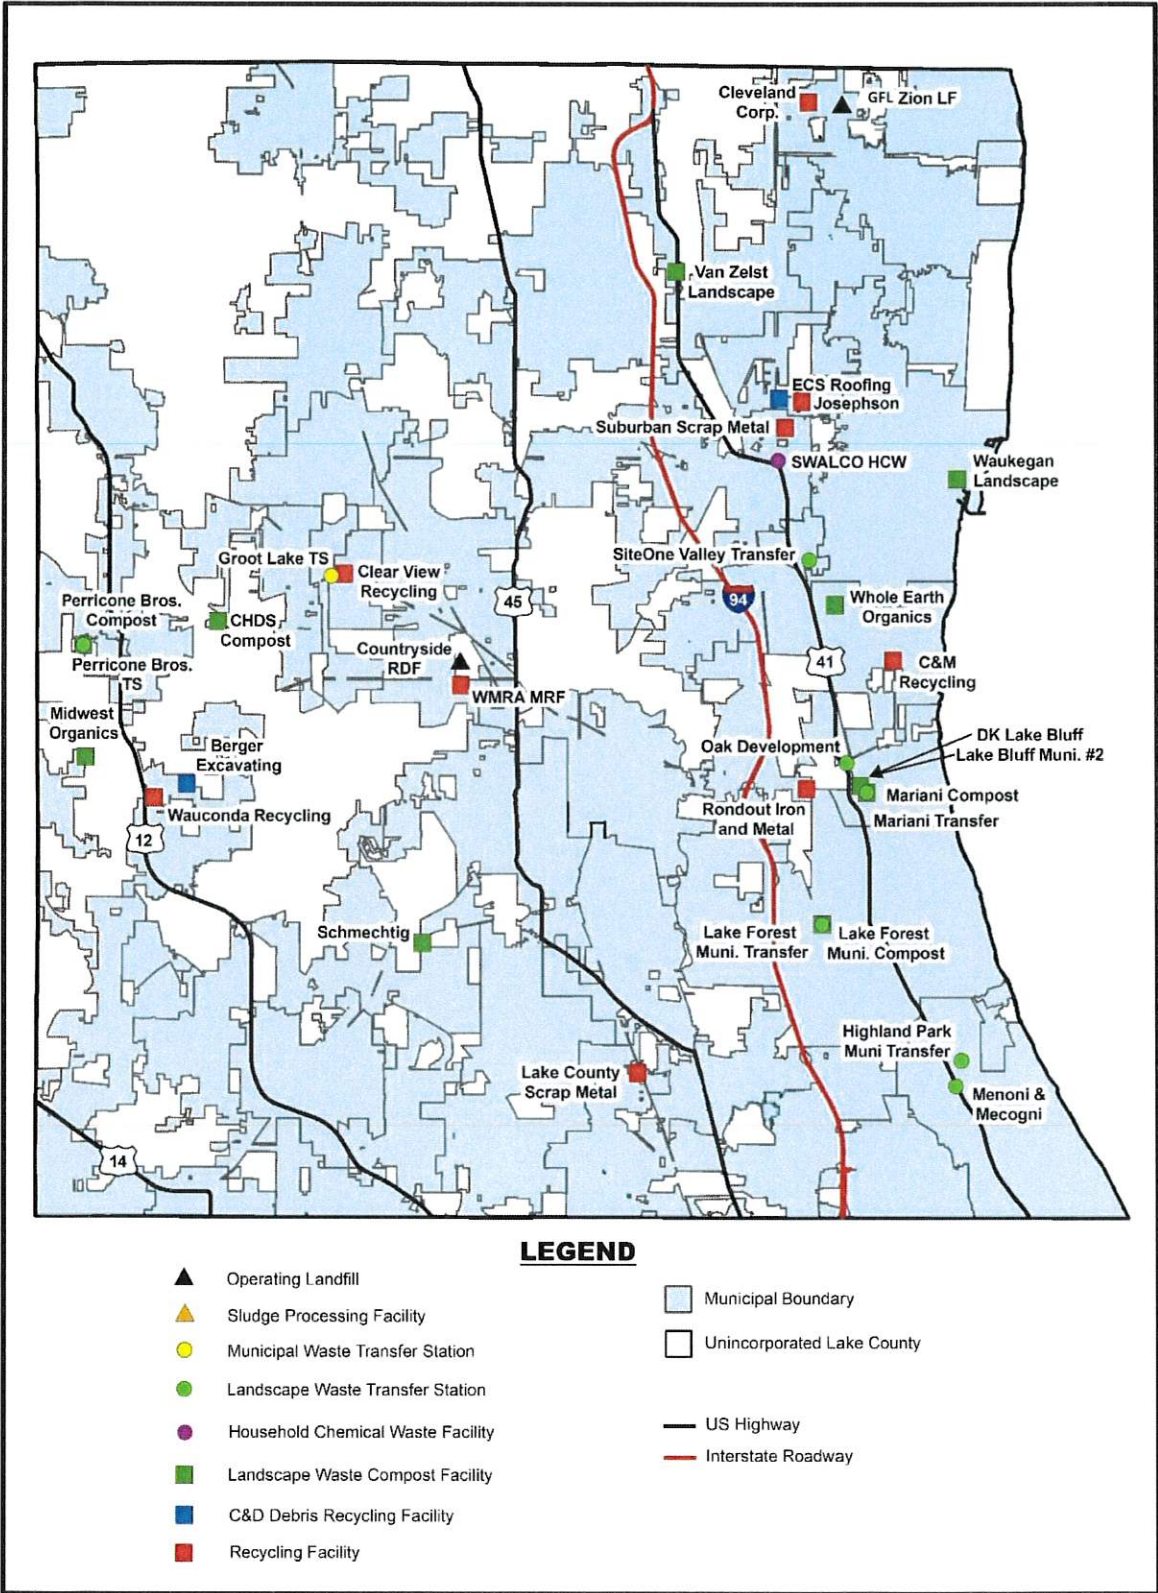 Cleveland
Corp.
GFL Zion LF
Van Zelst
Landscape
ECS Roofing
Josephson
Suburban Scrap Metal
SWALCO HCW
Waukegan
Landscape
SiteOne Valley Transfer
Groot Lake TS
Clear View
Recycling
94
45
Whole Earth
Organics
Perricone Bros.
Compost
CHDS
Compost
Countryside
RDF
Perricone Bros.
TS
41
C&M
Recycling
WMRA MRF
Midwest
Organics
Berger
Excavating
Oak Development
DK Lake Bluff
Lake Bluff Muni. #2
Mariani Compost
Mariani Transfer
Rondout Iron
and Metal
Wauconda Recycling
12
Schmechtig
Lake Forest
Muni. Transfer
Lake Forest
Muni. Compost
Highland Park
Muni Transfer
Lake County
Scrap Metal
Menoni &
Mecogni
14
LEGEND
Operating Landfill
Sludge Processing Facility
Municipal Waste Transfer Station
Landscape Waste Transfer Station
Household Chemical Waste Facility
Landscape Waste Compost Facility
C&D Debris Recycling Facility
Recycling Facility
Municipal Boundary
Unincorporated Lake County
US Highway
Interstate Roadway